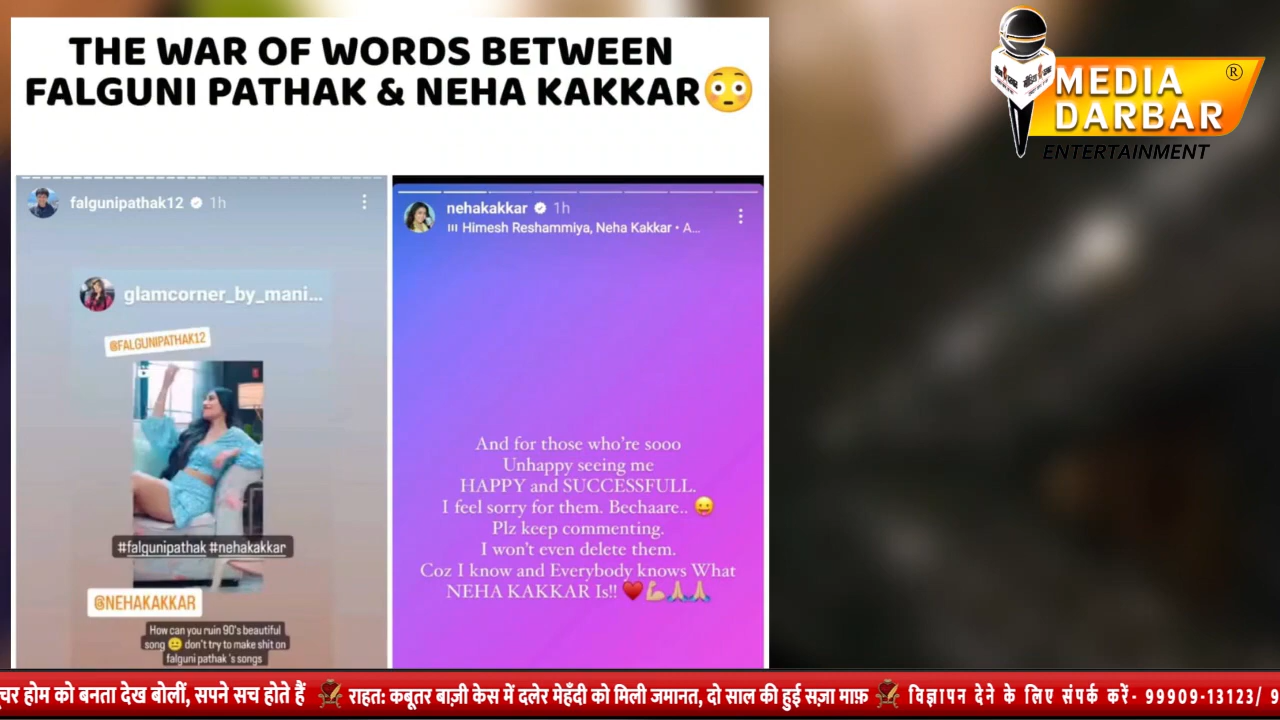 THE WAR OF WORDS BETWEEN
FALGUNI PATHAK & NEHA KAKKAR😳
MEDIA
DARBAR
®
ENTERTAINMENT
falgunipathak12 1h
glamcorner_by_mani...
@FALGUNIPATHAK12
#falgunipathak #nehakakkar
@NEHAKAKKAR
How can you ruin 90's beautiful
song 😑 don't try to make shit on
falguni pathak 's songs
nehakakkar 1h
Himesh Reshammiya, Neha Kakkar • A...
And for those who're sooo
Unhappy seeing me
HAPPY and SUCCESSFULL.
I feel sorry for them. Bechaare.. 😛
Plz keep commenting.
I won't even delete them.
Coz I know and Everybody knows What
NEHA KAKKAR Is!! ♥️💪🙏🙏
होम को बनता देख बोलीं, सपने सच होते हैं राहत: कबूतर बाज़ी केस में दलेर मेहँदी को मिली जमानत, दो साल की हुई सज़ा माफ़ विज्ञापन देने के लिए संपर्क करें- 99909-13123/ 9